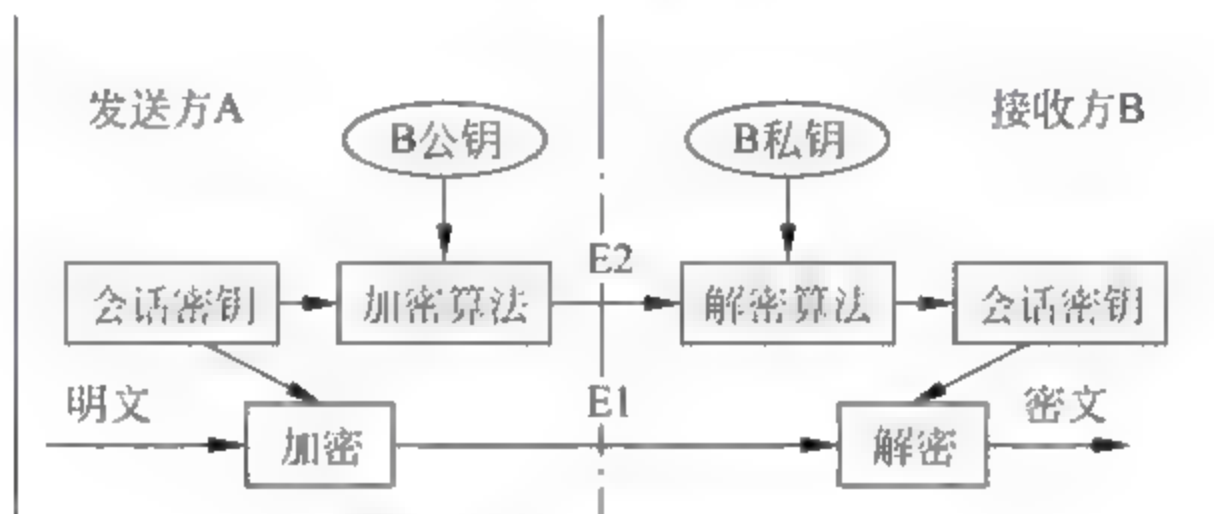 发送方A
B公钥
B私钥
接收方B
E2
会话密钥
加密算法
解密算法
会话密钥
明文
E1
密文
加密
解密